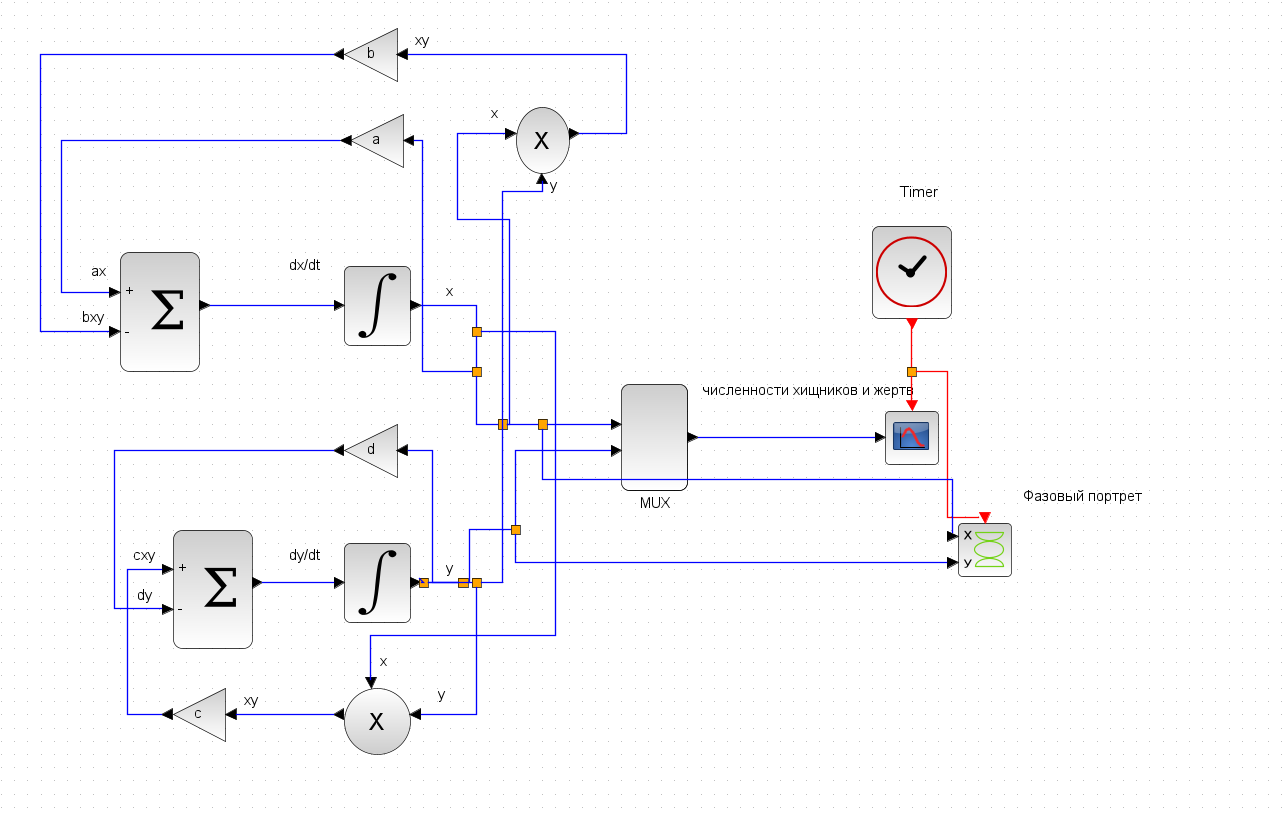 b
xy
a
x
X
y
Timer
ax
+
Σ
bxy
-
dx/dt
∫
x
численности хищников и жертв
d
MUX
Фазовый портрет
X
y
cxy
+
Σ
dy
-
dy/dt
∫
y
x
y
X
xy
c